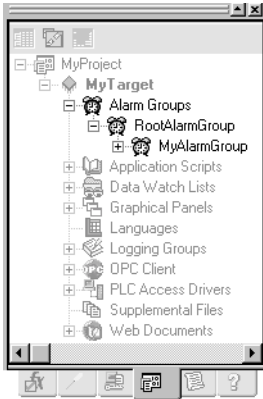 MyProject
MyTarget
Alarm Groups
RootAlarmGroup
MyAlarmGroup
Application Scripts
Data Watch Lists
Graphical Panels
Languages
Logging Groups
OPC Client
PLC Access Drivers
Supplemental Files
Web Documents